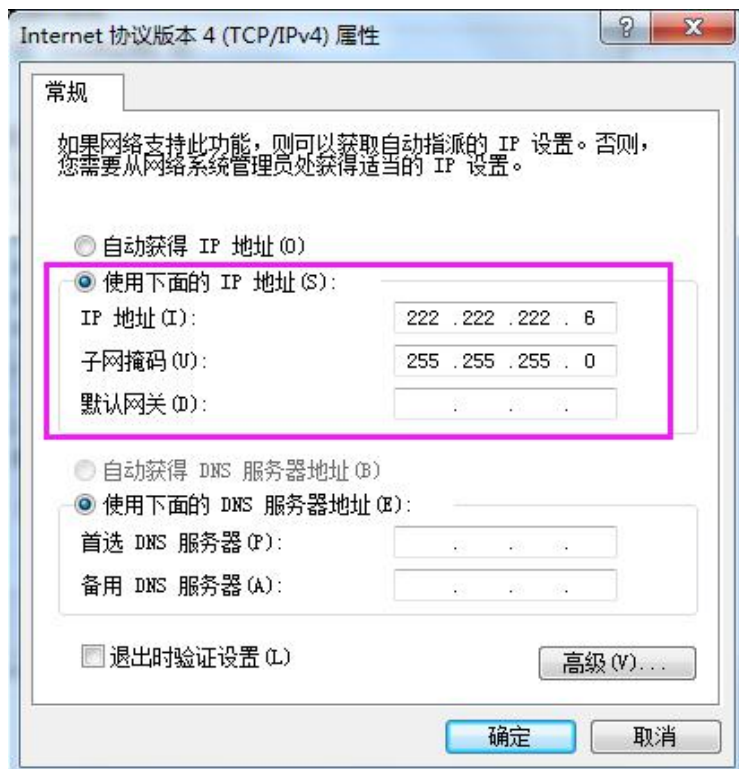 Internet 协议版本 4 (TCP/IPv4) 属性
常规
如果网络支持此功能,则可以获取自动指派的 IP 设置。否则,
您需要从网络系统管理员处获得适当的 IP 设置。
自动获得 IP 地址(O)
使用下面的 IP 地址(S):
IP 地址(I): 222 .222 .222 . 6
子网掩码(U): 255 .255 .255 . 0
默认网关(D): . . .
自动获得 DNS 服务器地址(B)
使用下面的 DNS 服务器地址(E):
首选 DNS 服务器(P): . . .
备用 DNS 服务器(A): . . .
退出时验证设置(L)
高级(V)...
确定 取消